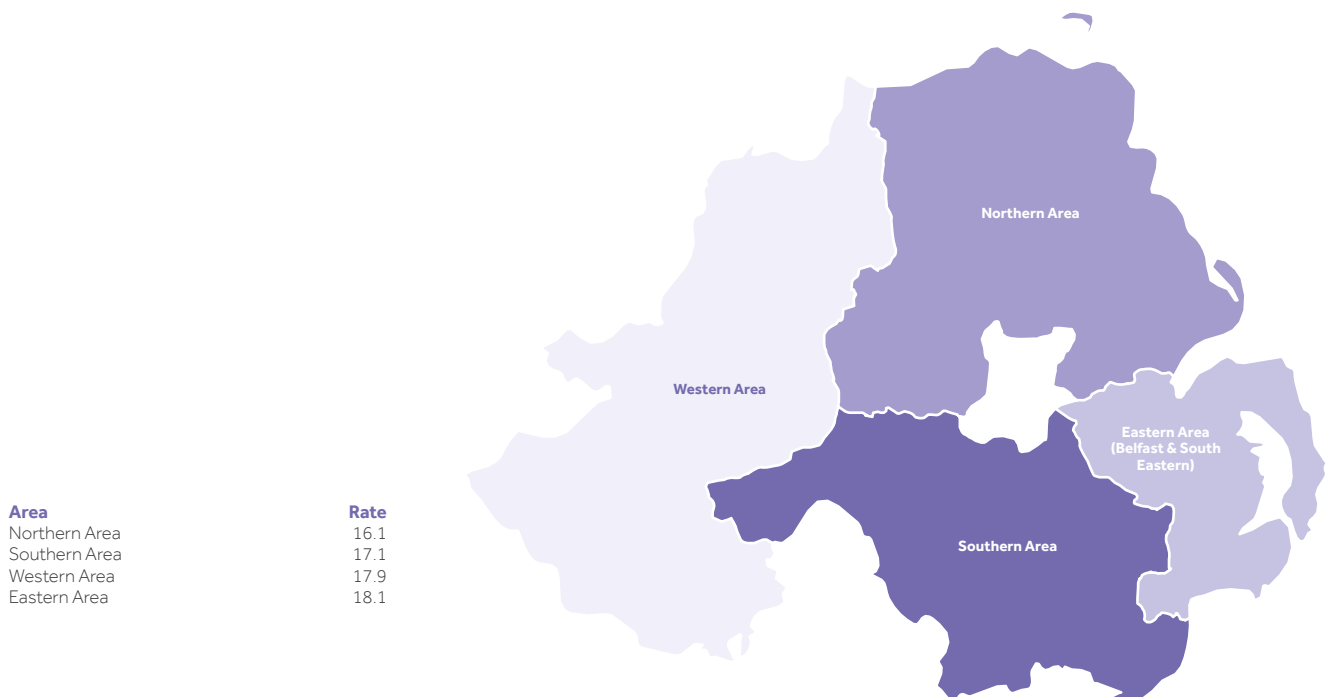 Northern Area
Western Area
Eastern Area
(Belfast & South
Eastern)
Southern Area
Area Rate
Northern Area 16.1
Southern Area 17.1
Western Area 17.9
Eastern Area 18.1